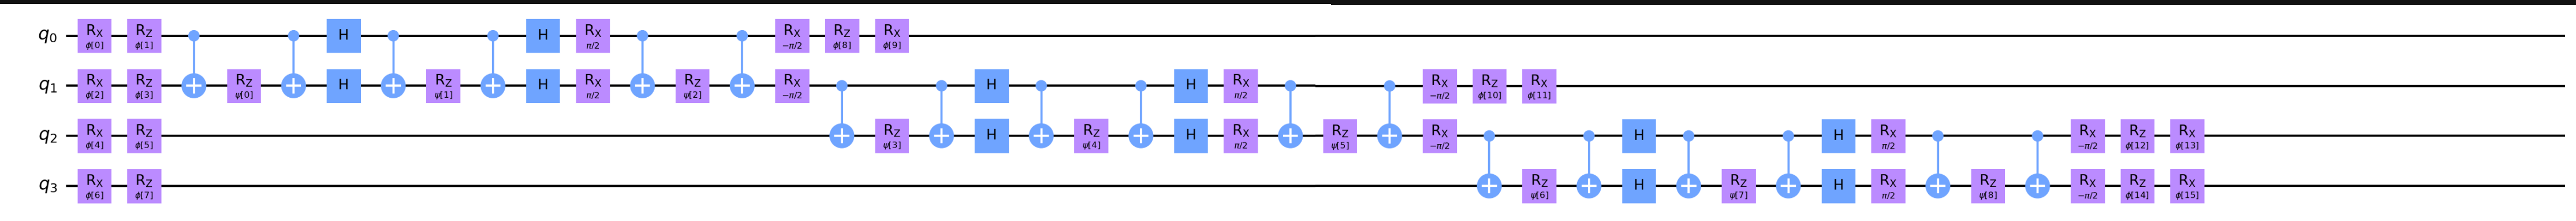 q0 RX ϕ[0] RZ ϕ[1] H H RX π/2 RX −π/2 RZ ϕ[8] RX ϕ[9]
q1 RX ϕ[2] RZ ϕ[3] RZ ψ[0] H RZ ψ[1] H RX π/2 RZ ψ[2] RX −π/2 H H RX π/2 RX −π/2 RZ ϕ[10] RX ϕ[11]
q2 RX ϕ[4] RZ ϕ[5] RZ ψ[3] H RZ ψ[4] H RX π/2 RZ ψ[5] RX −π/2 H H RX π/2 RX −π/2 RZ ϕ[12] RX ϕ[13]
q3 RX ϕ[6] RZ ϕ[7] RZ ψ[6] H RZ ψ[7] H RX π/2 RZ ψ[8] RX −π/2 RZ ϕ[14] RX ϕ[15]